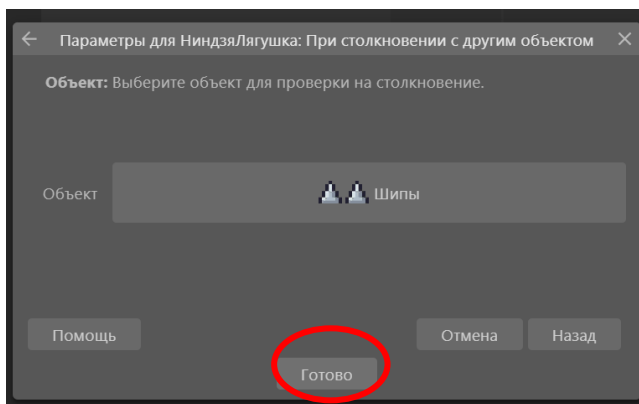 Параметры для НиндзяЛягушка: При столкновении с другим объектом
Объект: Выберите объект для проверки на столкновение.
Объект Шипы
Помощь Отмена Назад
Готово